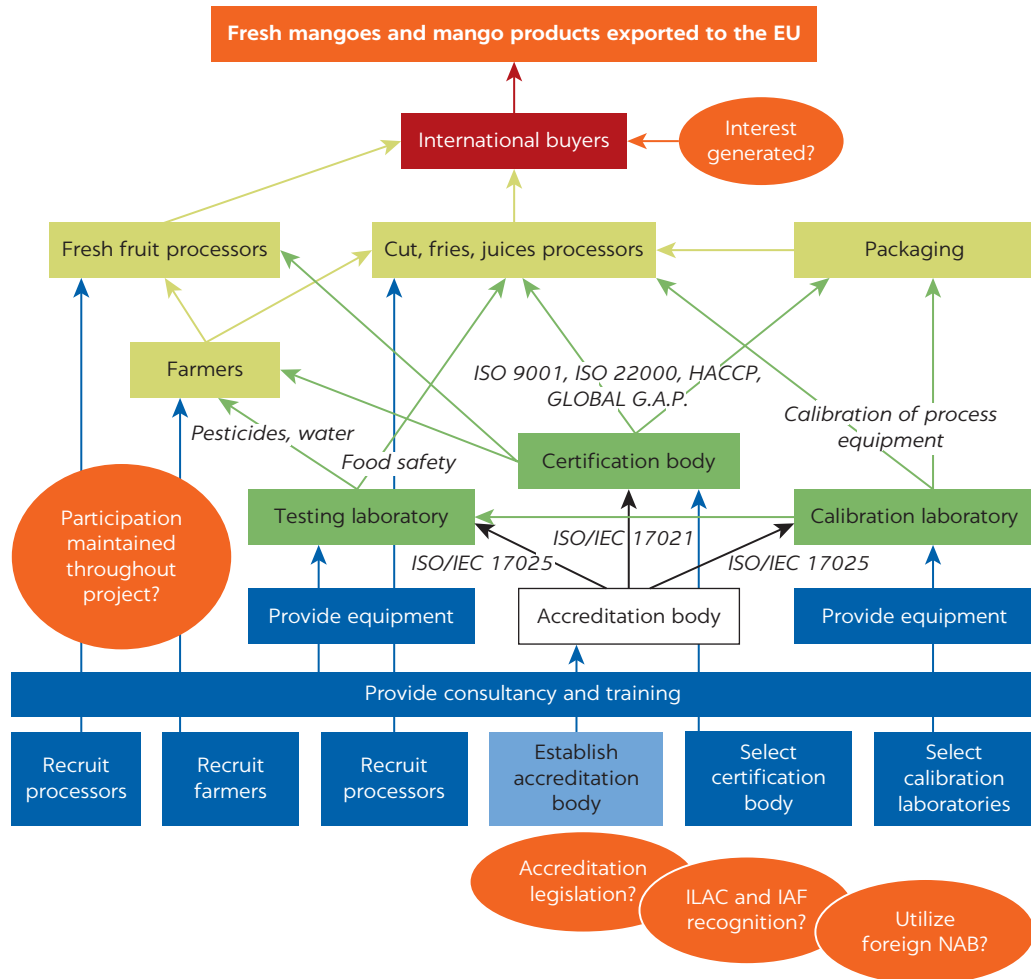 Fresh mangoes and mango products exported to the EU
International buyers
Interest
generated?
Fresh fruit processors
Cut, fries, juices processors
Packaging
Farmers
ISO 9001, ISO 22000, HACCP,
GLOBAL G.A.P.
Calibration of process
equipment
Pesticides, water
Food safety
Certification body
Participation
maintained
throughout
project?
Testing laboratory
Calibration laboratory
ISO/IEC 17021
ISO/IEC 17025
ISO/IEC 17025
Provide equipment
Accreditation body
Provide equipment
Provide consultancy and training
Recruit
processors
Recruit
farmers
Recruit
processors
Establish
accreditation
body
Select
certification
body
Select
calibration
laboratories
Accreditation
legislation?
ILAC and IAF
recognition?
Utilize
foreign NAB?